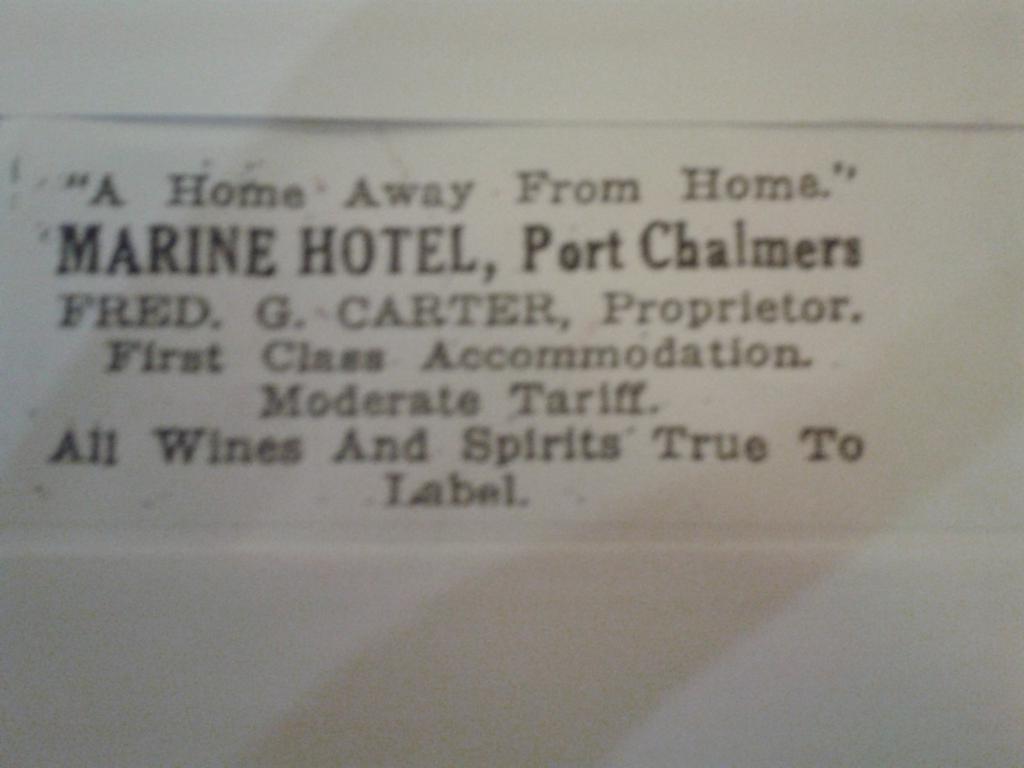 "A Home Away From Home."
MARINE HOTEL, Port Chalmers
FRED. G. CARTER, Proprietor.
First Class Accommodation.
Moderate Tariff.
All Wines And Spirits True To
Label.